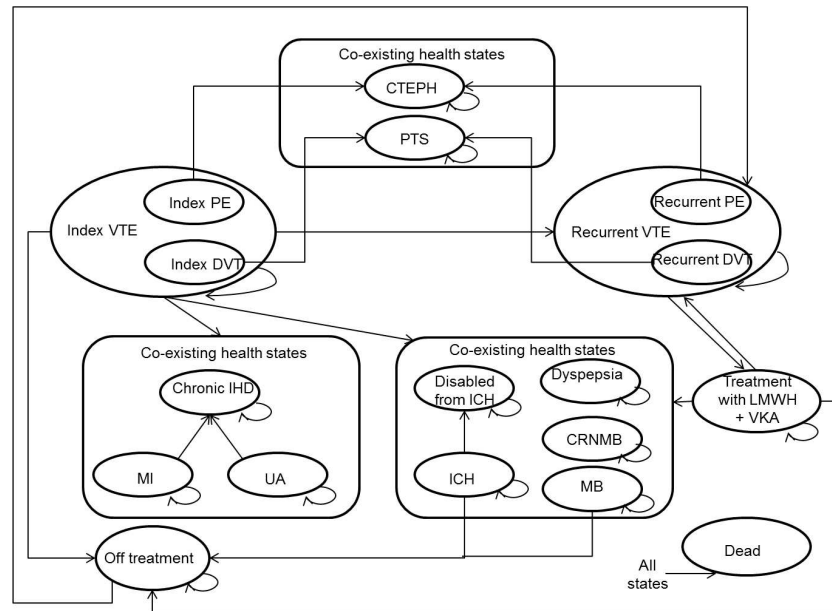 Co-existing health states
CTEPH
PTS
Index VTE
Index PE
Index DVT
Recurrent VTE
Recurrent PE
Recurrent DVT
Co-existing health states
Chronic IHD
MI
UA
Co-existing health states
Disabled
from ICH
Dyspepsia
CRNMB
ICH
MB
Treatment
with LMWH
+ VKA
Off treatment
All
states
Dead